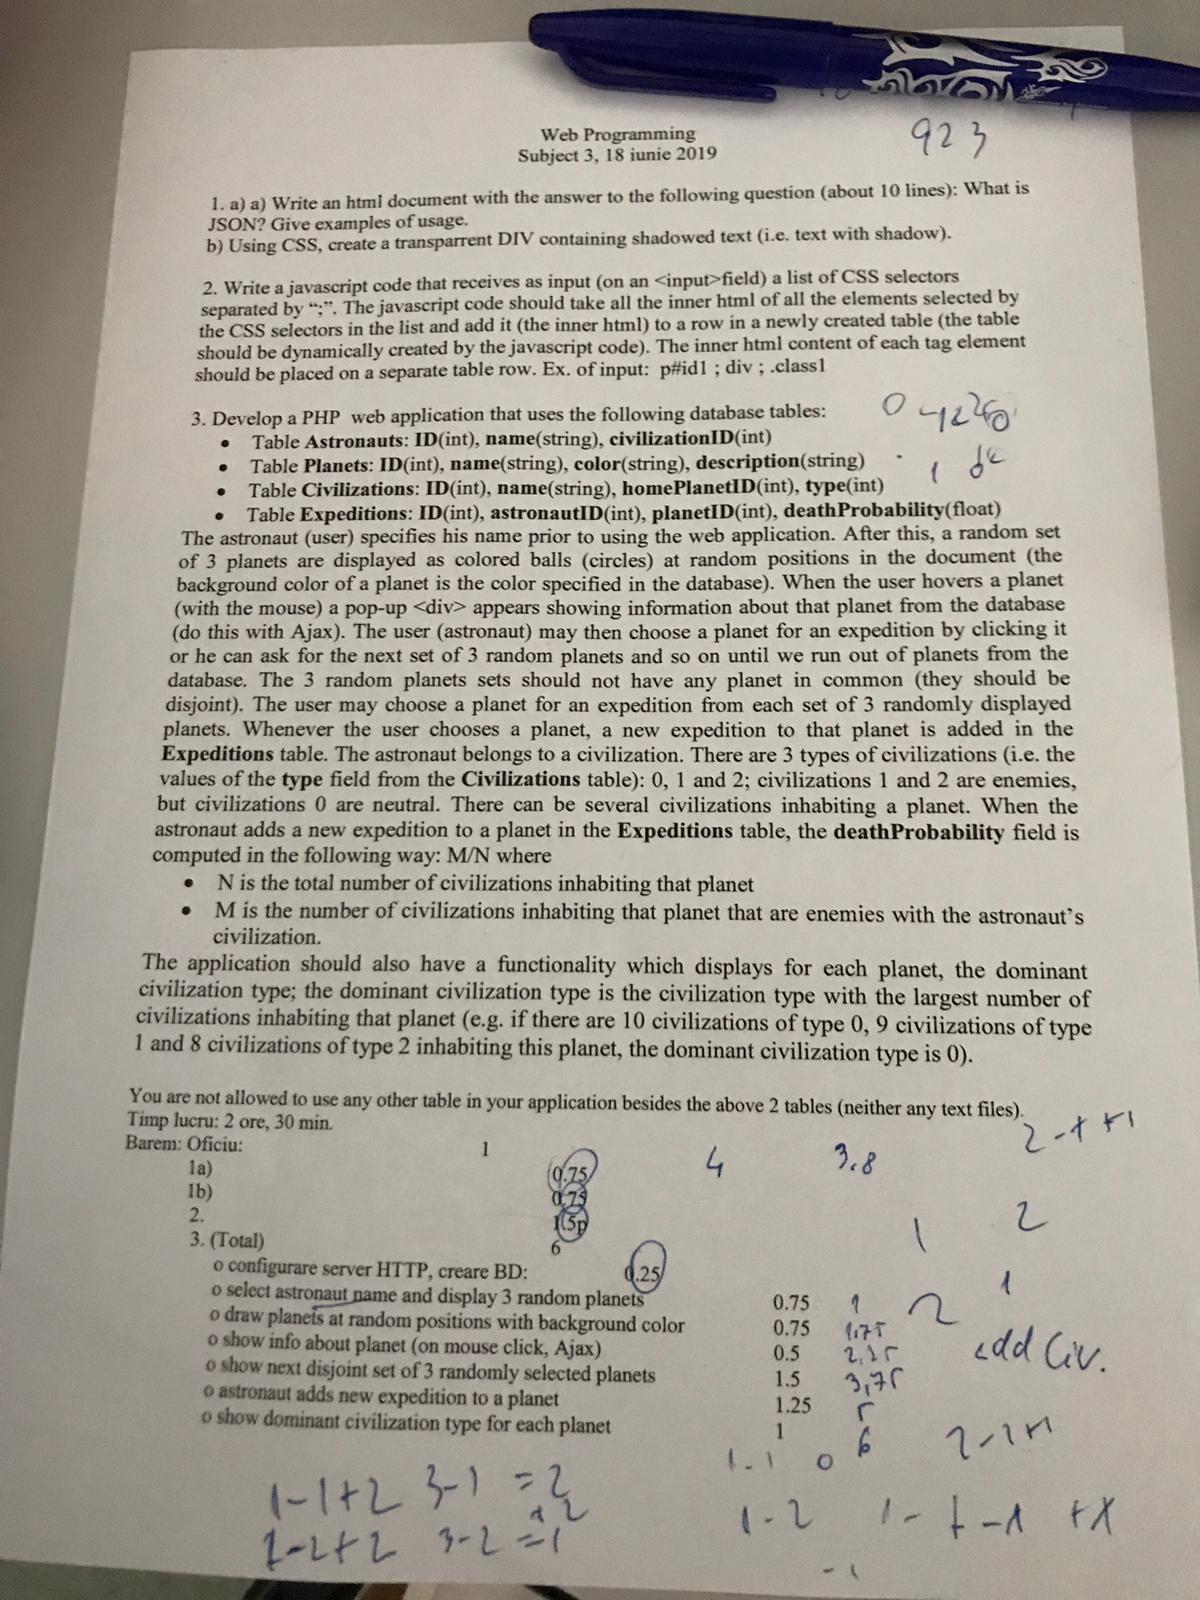 923
Web Programming
Subject 3, 18 iunie 2019
1. a) a) Write an html document with the answer to the following question (about 10 lines): What is
JSON? Give examples of usage.
b) Using CSS, create a transparrent DIV containing shadowed text (i.e. text with shadow).
2. Write a javascript code that receives as input (on an <input>field) a list of CSS selectors
separated by “;”. The javascript code should take all the inner html of all the elements selected by
the CSS selectors in the list and add it (the inner html) to a row in a newly created table (the table
should be dynamically created by the javascript code). The inner html content of each tag element
should be placed on a separate table row. Ex. of input: p#id1 ; div ; .class1
3. Develop a PHP web application that uses the following database tables:
• Table Astronauts: ID(int), name(string), civilizationID(int)
• Table Planets: ID(int), name(string), color(string), description(string)
• Table Civilizations: ID(int), name(string), homePlanetID(int), type(int)
• Table Expeditions: ID(int), astronautID(int), planetID(int), deathProbability(float)
The astronaut (user) specifies his name prior to using the web application. After this, a random set
of 3 planets are displayed as colored balls (circles) at random positions in the document (the
background color of a planet is the color specified in the database). When the user hovers a planet
(with the mouse) a pop-up <div> appears showing information about that planet from the database
(do this with Ajax). The user (astronaut) may then choose a planet for an expedition by clicking it
or he can ask for the next set of 3 random planets and so on until we run out of planets from the
database. The 3 random planets sets should not have any planet in common (they should be
disjoint). The user may choose a planet for an expedition from each set of 3 randomly displayed
planets. Whenever the user chooses a planet, a new expedition to that planet is added in the
Expeditions table. The astronaut belongs to a civilization. There are 3 types of civilizations (i.e. the
values of the type field from the Civilizations table): 0, 1 and 2; civilizations 1 and 2 are enemies,
but civilizations 0 are neutral. There can be several civilizations inhabiting a planet. When the
astronaut adds a new expedition to a planet in the Expeditions table, the deathProbability field is
computed in the following way: M/N where
• N is the total number of civilizations inhabiting that planet
• M is the number of civilizations inhabiting that planet that are enemies with the astronaut’s
civilization.
The application should also have a functionality which displays for each planet, the dominant
civilization type; the dominant civilization type is the civilization type with the largest number of
civilizations inhabiting that planet (e.g. if there are 10 civilizations of type 0, 9 civilizations of type
1 and 8 civilizations of type 2 inhabiting this planet, the dominant civilization type is 0).
You are not allowed to use any other table in your application besides the above 2 tables (neither any text files).
Timp lucru: 2 ore, 30 min.
Barem: Oficiu: 1
1a) 0.75 4 3.8
1b) 0.75
2. 1.5p 2
3. (Total) 6 1
o configurare server HTTP, creare BD: 0.25
o select astronaut name and display 3 random planets 0.75 1 2 1
o draw planets at random positions with background color 0.75 1,75
o show info about planet (on mouse click, Ajax) 0.5 2,25 add Civ.
o show next disjoint set of 3 randomly selected planets 1.5 3,75
o astronaut adds new expedition to a planet 1.25 5
o show dominant civilization type for each planet 1 6
1-1 0 2-2+1
1-1+2 3-1 =2
1-2
3-2 =1
-1